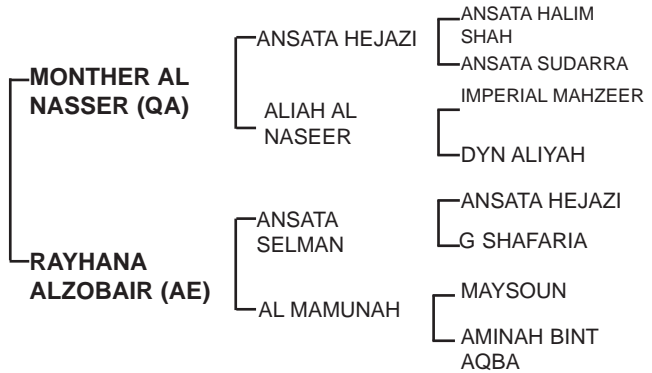 ANSATA HALIM
SHAH
ANSATA HEJAZI
ANSATA SUDARRA
MONTHER AL
NASSER (QA)
IMPERIAL MAHZEER
ALIAH AL
NASEER
DYN ALIYAH
ANSATA HEJAZI
ANSATA
SELMAN
G SHAFARIA
RAYHANA
ALZOBAIR (AE)
MAYSOUN
AL MAMUNAH
AMINAH BINT
AQBA